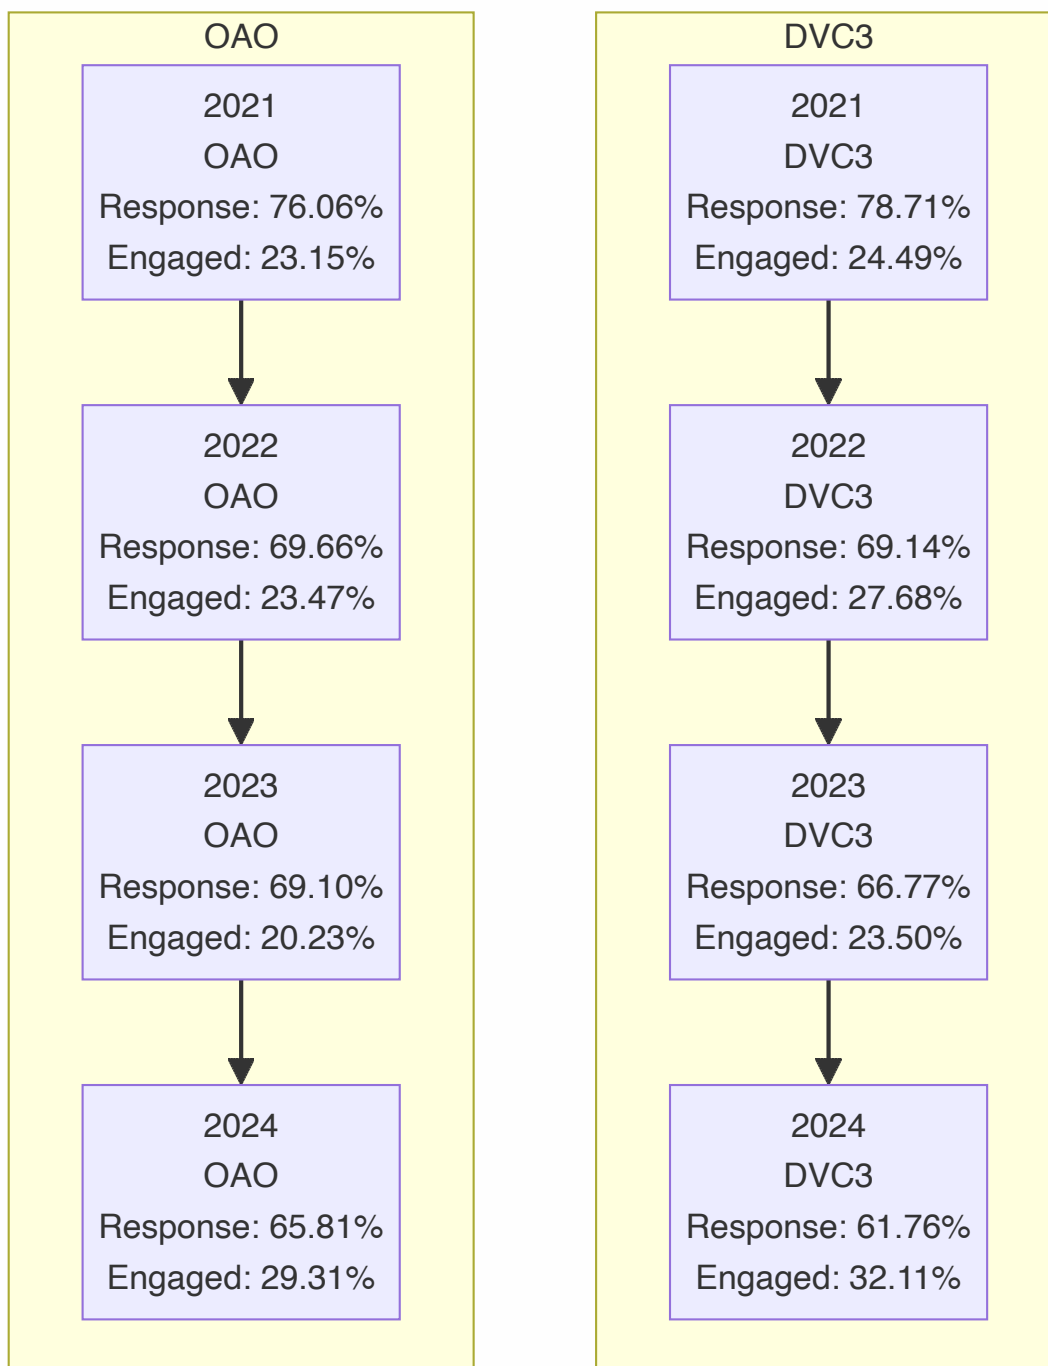 OAO
2021
OAO
Response: 76.06%
Engaged: 23.15%
2022
OAO
Response: 69.66%
Engaged: 23.47%
2023
OAO
Response: 69.10%
Engaged: 20.23%
2024
OAO
Response: 65.81%
Engaged: 29.31%
DVC3
2021
DVC3
Response: 78.71%
Engaged: 24.49%
2022
DVC3
Response: 69.14%
Engaged: 27.68%
2023
DVC3
Response: 66.77%
Engaged: 23.50%
2024
DVC3
Response: 61.76%
Engaged: 32.11%